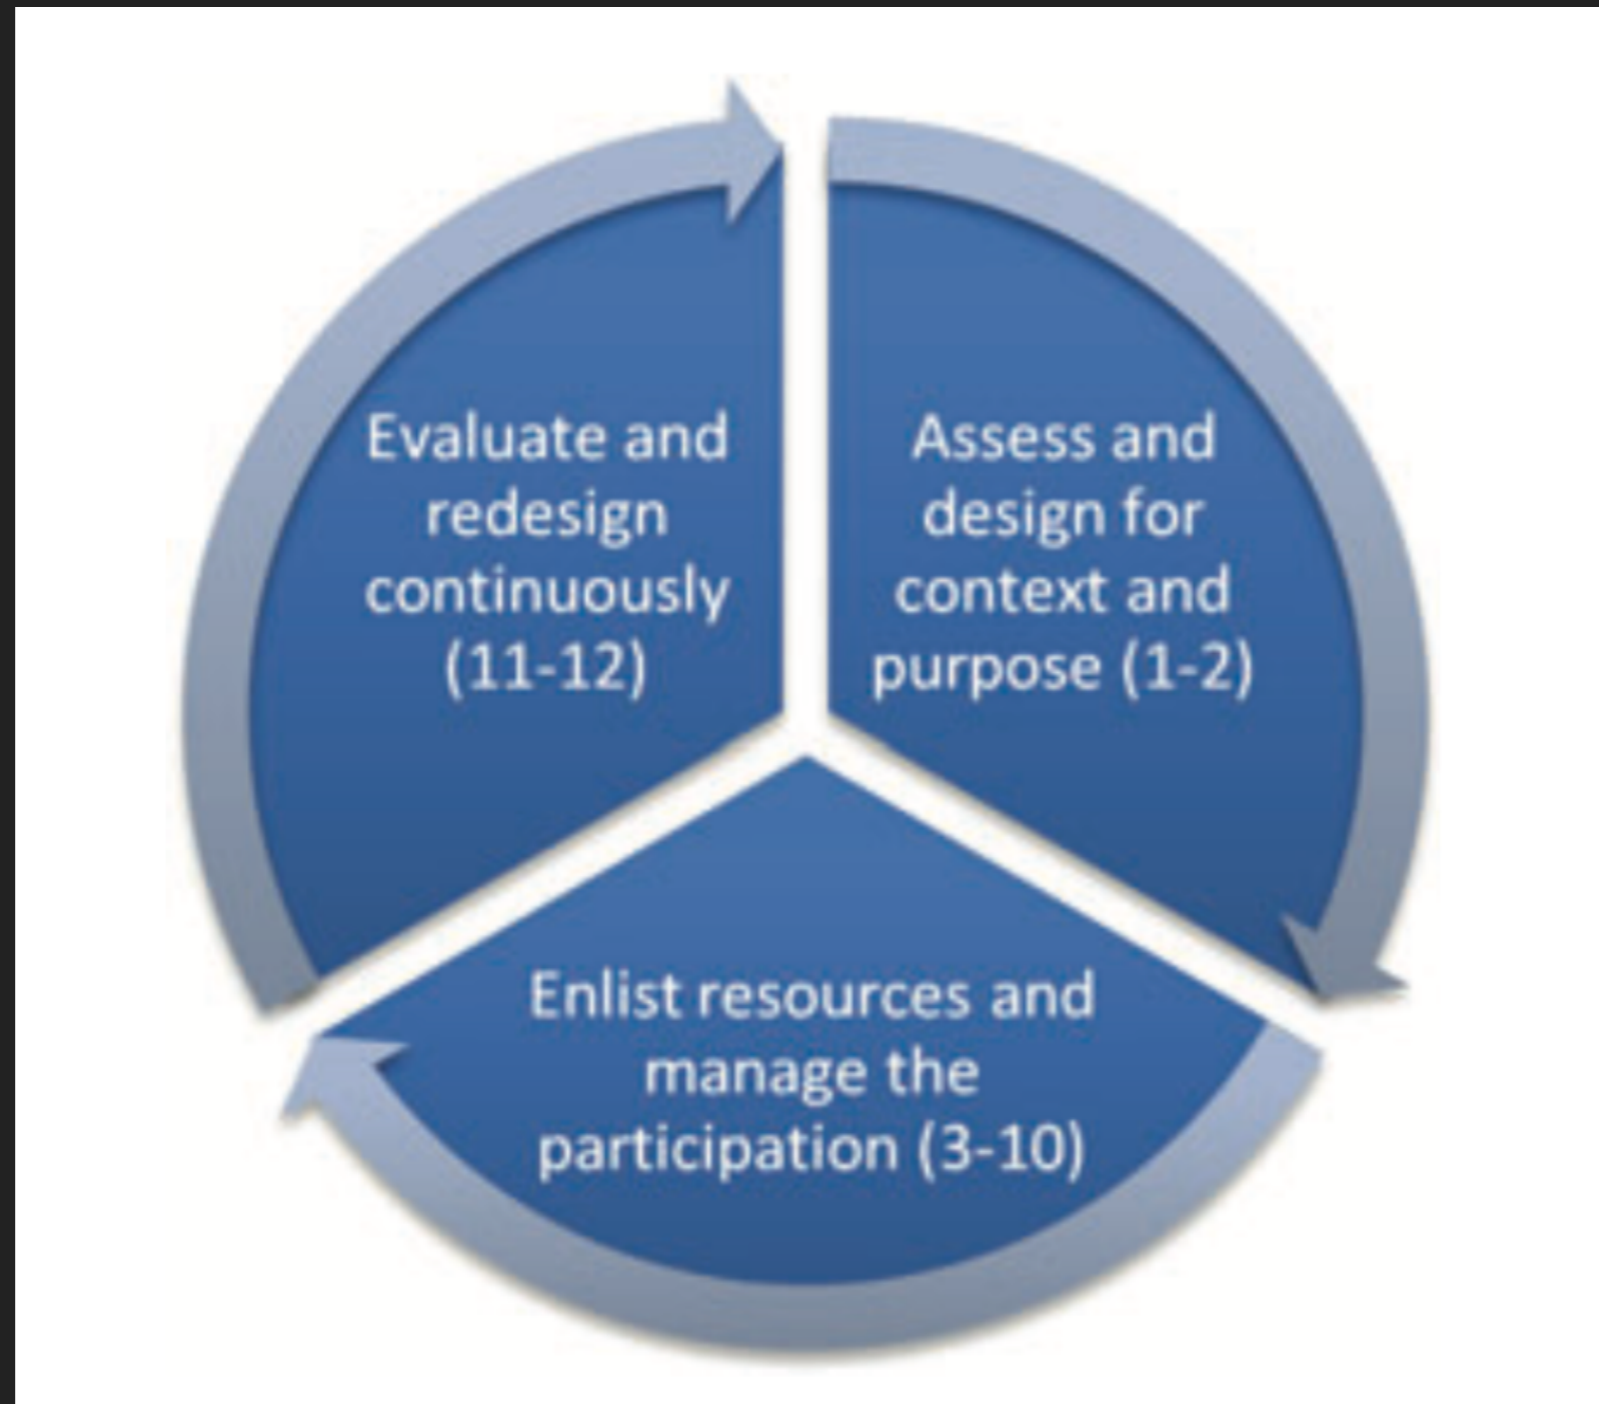 Evaluate and
redesign
continuously
(11-12)
Assess and
design for
context and
purpose (1-2)
Enlist resources and
manage the
participation (3-10)